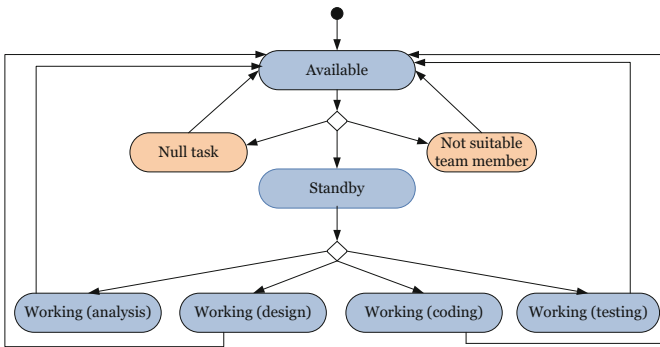 Available
Null task
Not suitable
team member
Standby
Working (analysis)
Working (design)
Working (coding)
Working (testing)